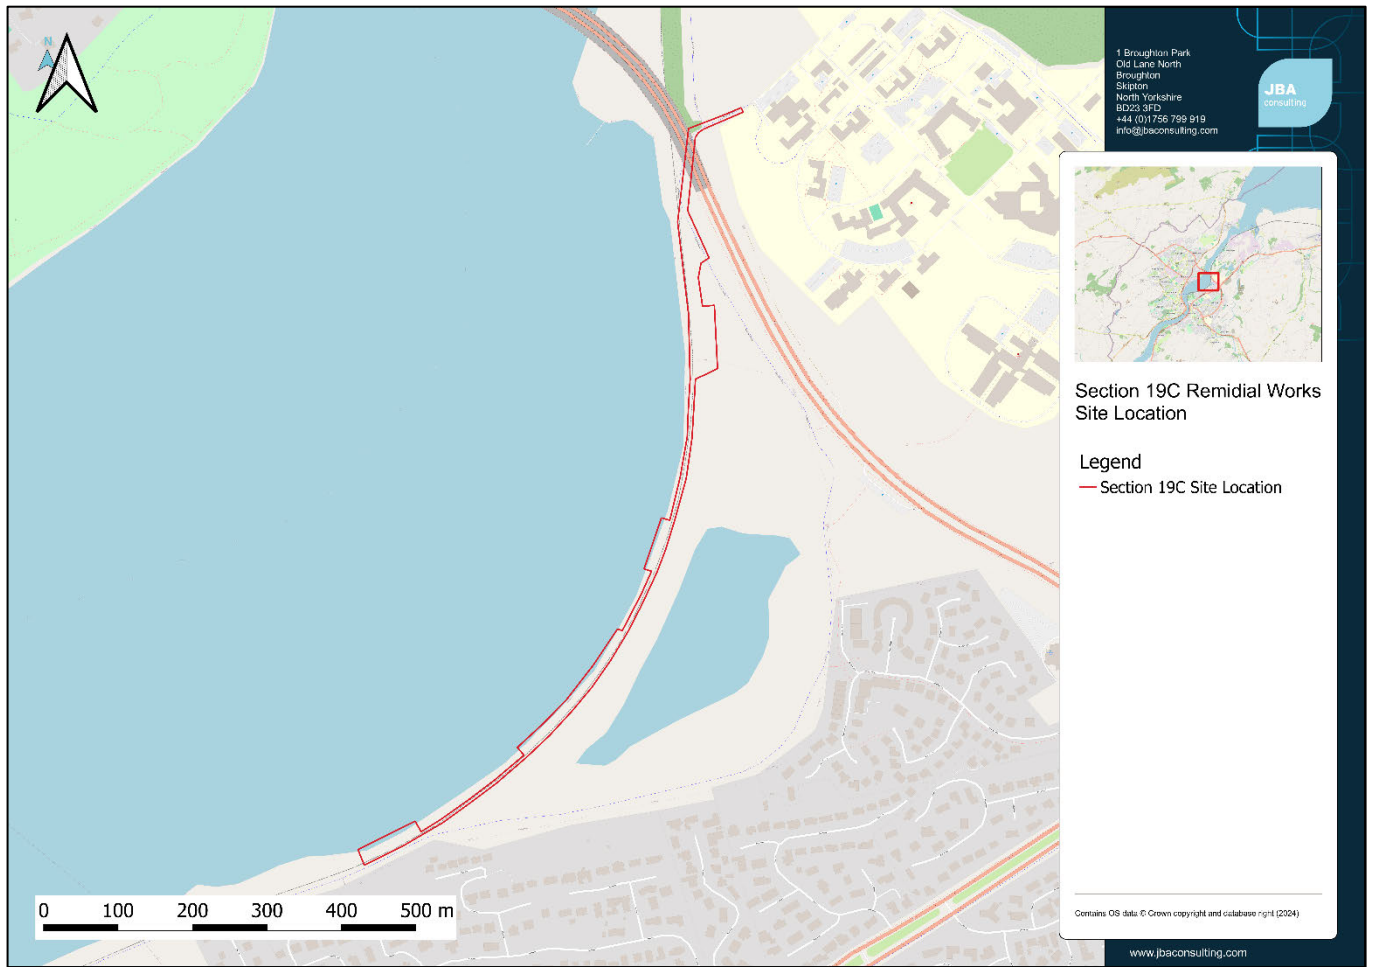 N
1 Broughton Park
Old Lane North
Broughton
Skipton
North Yorkshire
BD23 3FD
+44 (0)1756 799 919
info@jbaconsulting.com
JBA
consulting
Section 19C Remidial Works
Site Location
Legend
Section 19C Site Location
0 100 200 300 400 500 m
Contains OS data © Crown copyright and database right (2024)
www.jbaconsulting.com